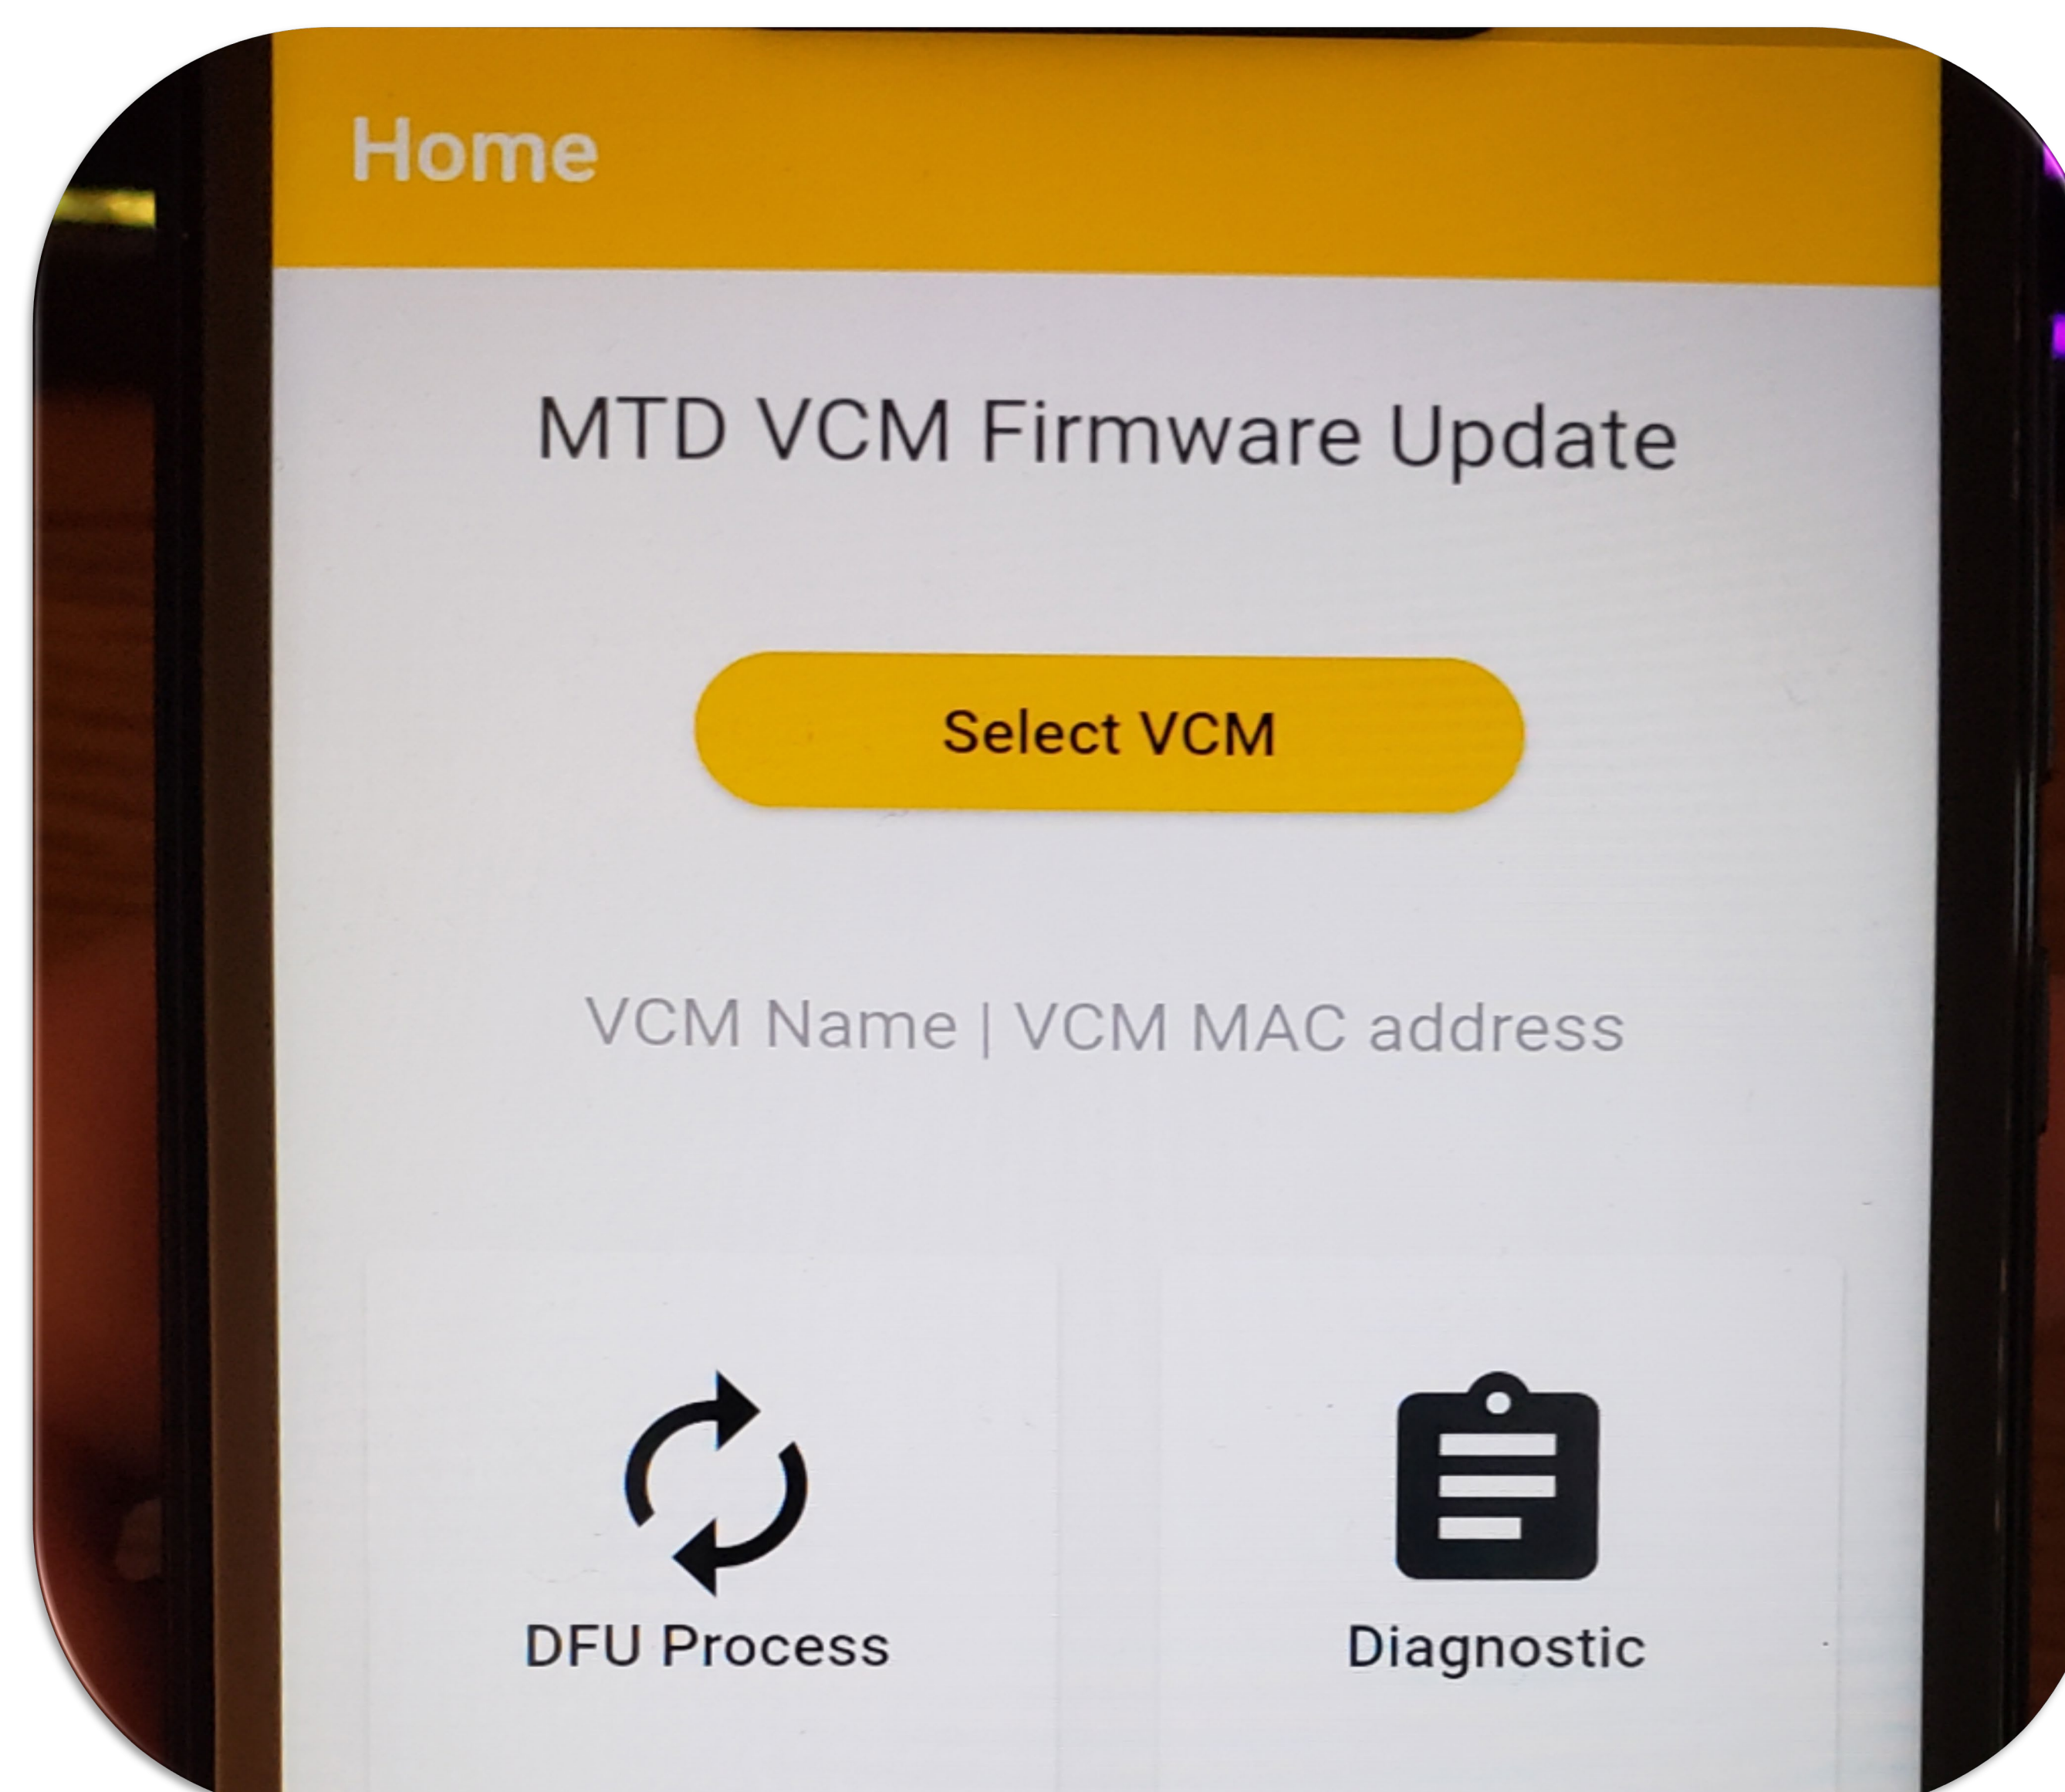 Home
MTD VCM Firmware Update
Select VCM
VCM Name | VCM MAC address
DFU Process
Diagnostic